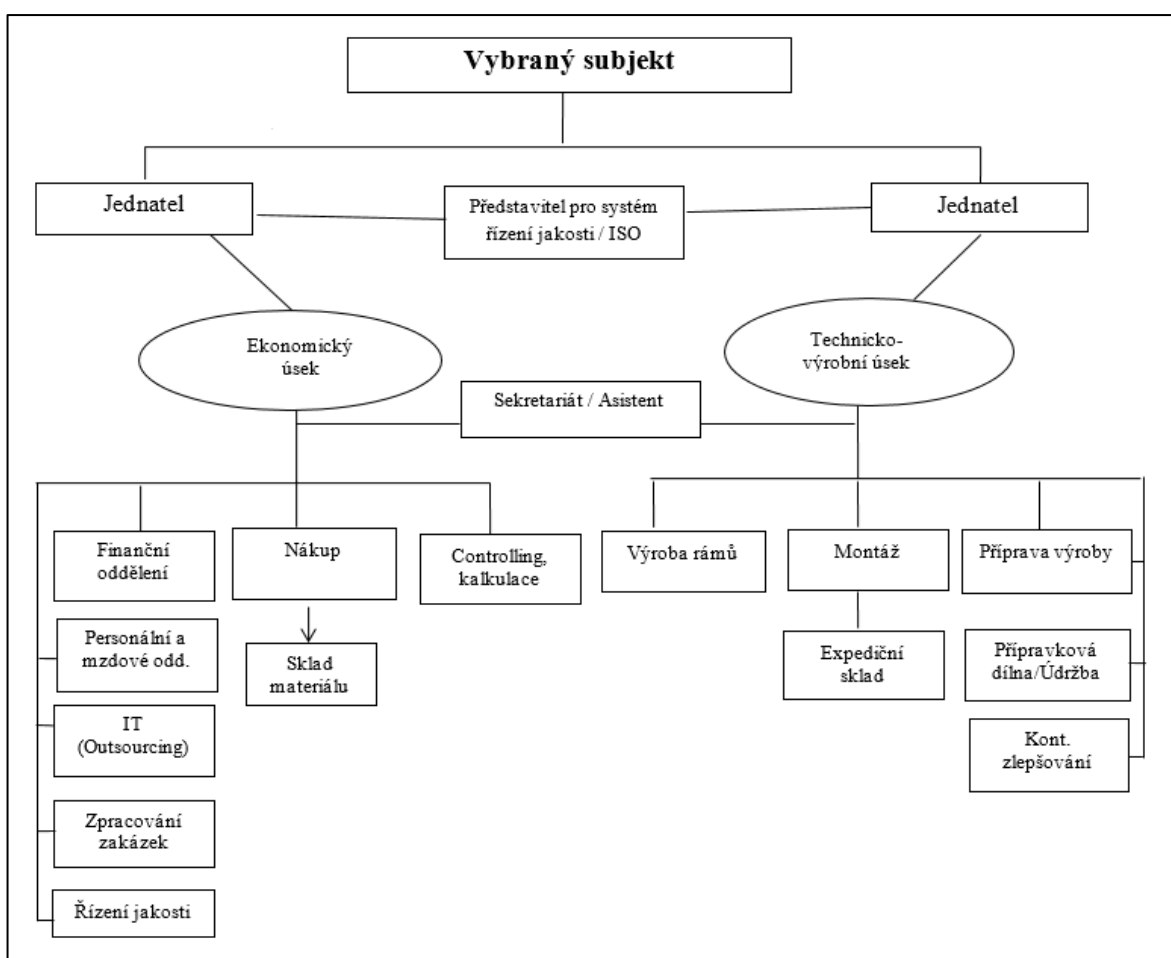 Vybraný subjekt
Jednatel
Představitel pro systém
řízení jakosti / ISO
Jednatel
Ekonomický
úsek
Technicko-
výrobní úsek
Sekretariát / Asistent
Finanční
oddělení
Nákup
Controlling,
kalkulace
Výroba rámů
Montáž
Příprava výroby
Personální a
mzdové odd.
Sklad
materiálu
Expediční
sklad
Přípravková
dílna/Údržba
IT
(Outsourcing)
Kont.
zlepšování
Zpracování
zakázek
Řízení jakosti